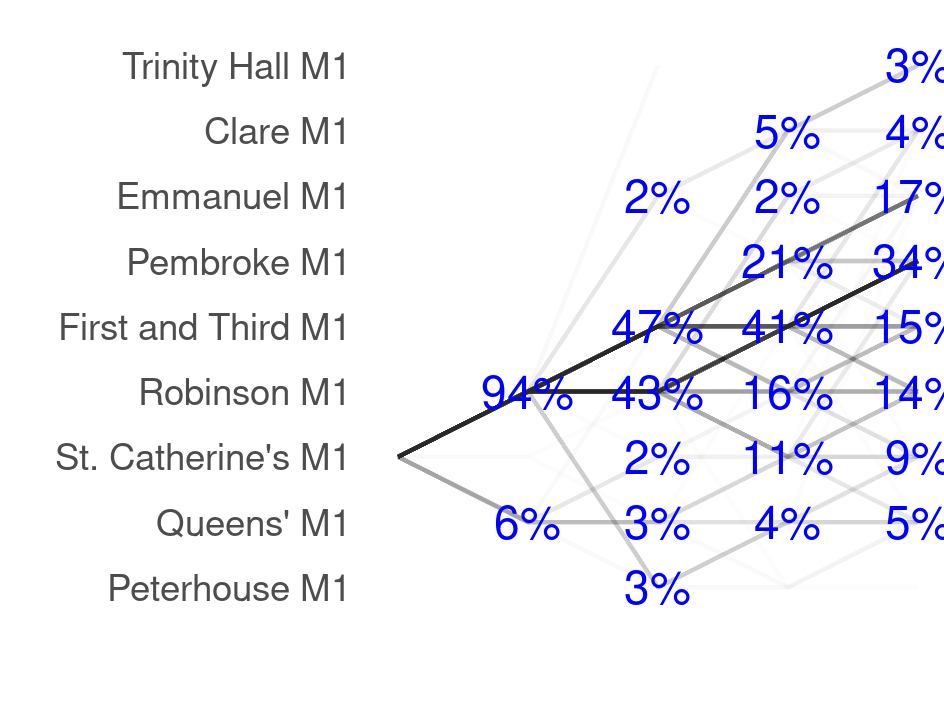 Trinity Hall M1 3%
Clare M1 5% 4%
Emmanuel M1 2% 2% 17%
Pembroke M1 21% 34%
First and Third M1 47% 41% 15%
Robinson M1 94% 43% 16% 14%
St. Catherine's M1 2% 11% 9%
Queens' M1 6% 3% 4% 5%
Peterhouse M1 3%